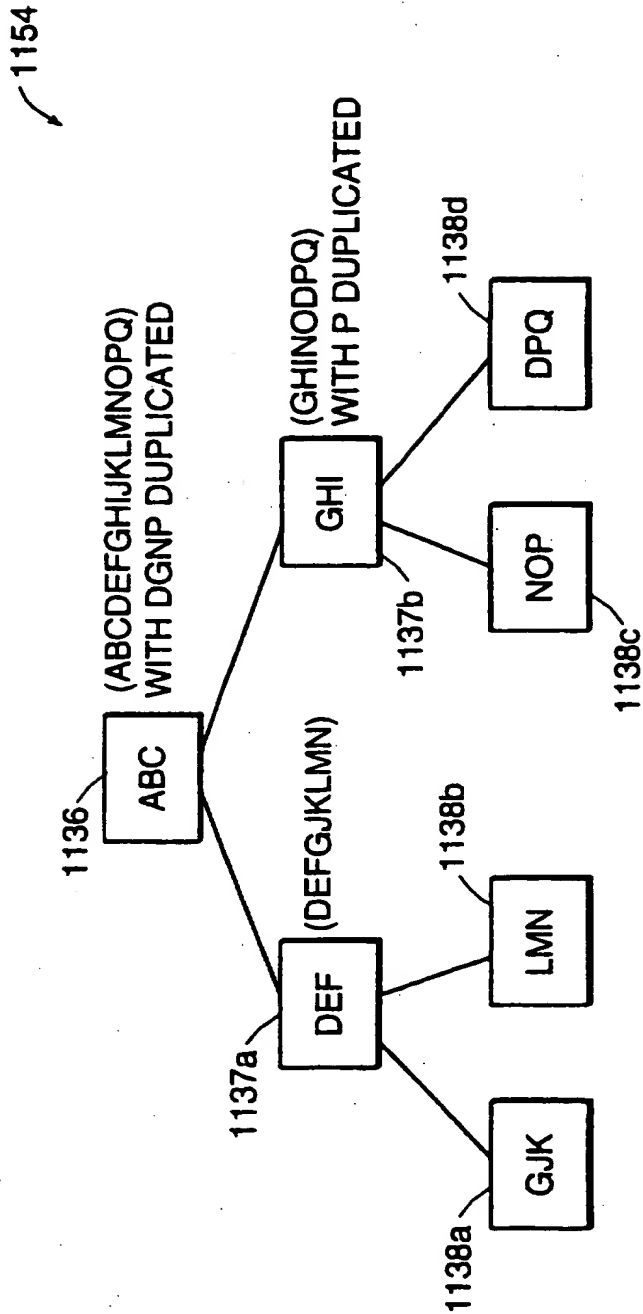 1154
1136
ABC
(ABCDEFGHIJKLMNOPQ)
WITH DGNP DUPLICATED
1137a
DEF
(DEFGJKLMN)
GHI
1137b
(GHINODPQ)
WITH P DUPLICATED
1138a
GJK
1138b
LMN
NOP
1138c
1138d
DPQ